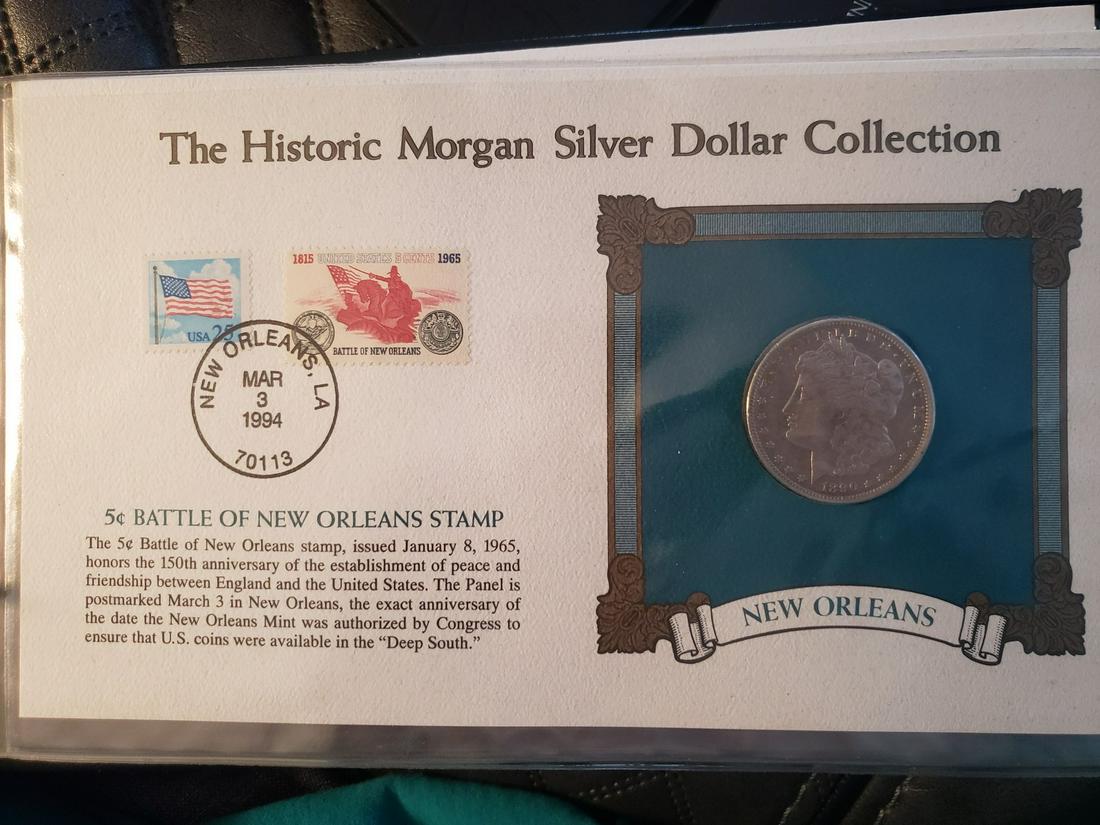 The Historic Morgan Silver Dollar Collection
USA 25
1815 UNITED STATES 5 CENTS 1965
BATTLE OF NEW ORLEANS
NEW ORLEANS, LA
MAR
3
1994
70113
5¢ BATTLE OF NEW ORLEANS STAMP
The 5¢ Battle of New Orleans stamp, issued January 8, 1965,
honors the 150th anniversary of the establishment of peace and
friendship between England and the United States. The Panel is
postmarked March 3 in New Orleans, the exact anniversary of
the date the New Orleans Mint was authorized by Congress to
ensure that U.S. coins were available in the “Deep South.”
NEW ORLEANS